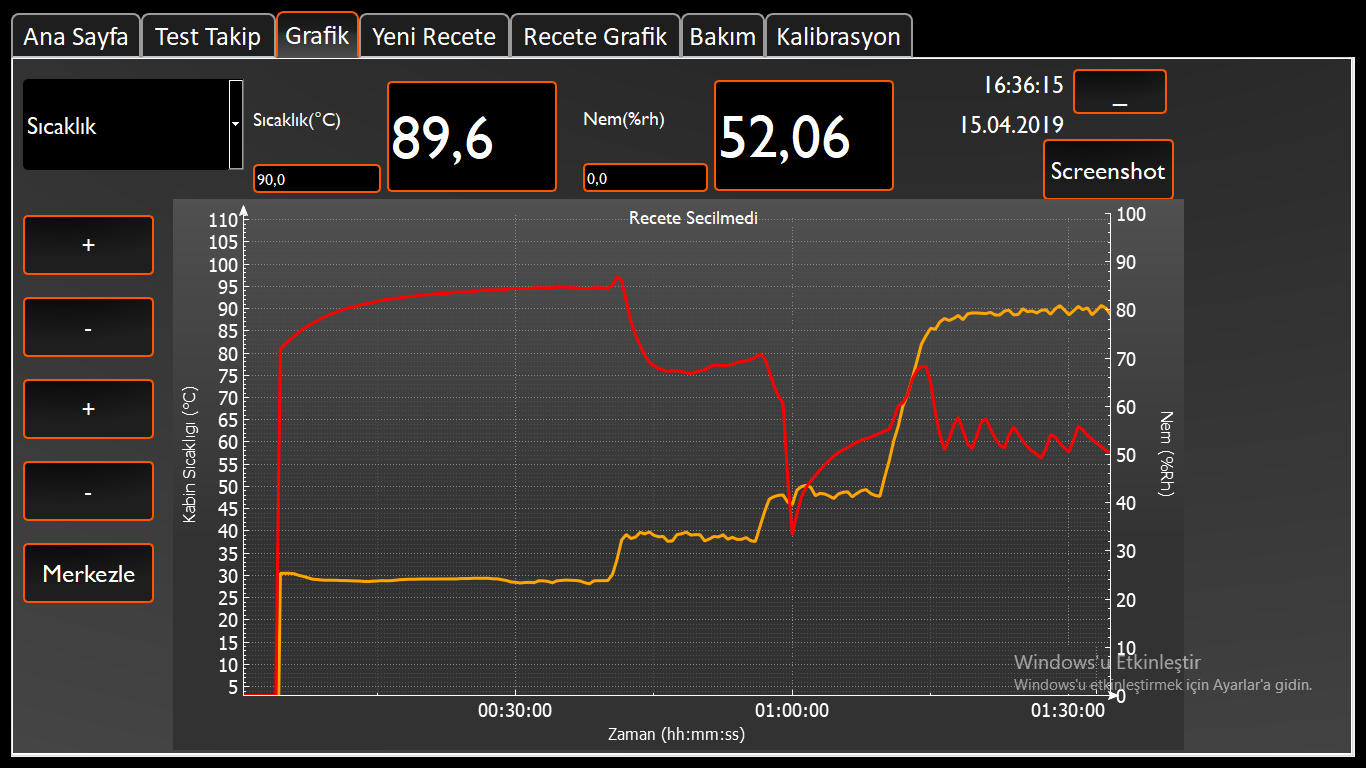 Ana Sayfa
Test Takip
Grafik
Yeni Recete
Recete Grafik
Bakım
Kalibrasyon
Sıcaklık
Sıcaklık(°C)
90,0
89,6
Nem(%rh)
0,0
52,06
16:36:15
15.04.2019
_
Screenshot
+
-
+
-
Merkezle
Recete Secilmedi
Kabin Sıcaklıgı (°C)
110
105
100
95
90
85
80
75
70
65
60
55
50
45
40
35
30
25
20
15
10
5
100
90
80
70
60
50
40
30
20
10
0
Nem (%Rh)
00:30:00
01:00:00
01:30:00
Zaman (hh:mm:ss)
Windows'u Etkinleştir
Windows'u etkinleştirmek için Ayarlar'a gidin.